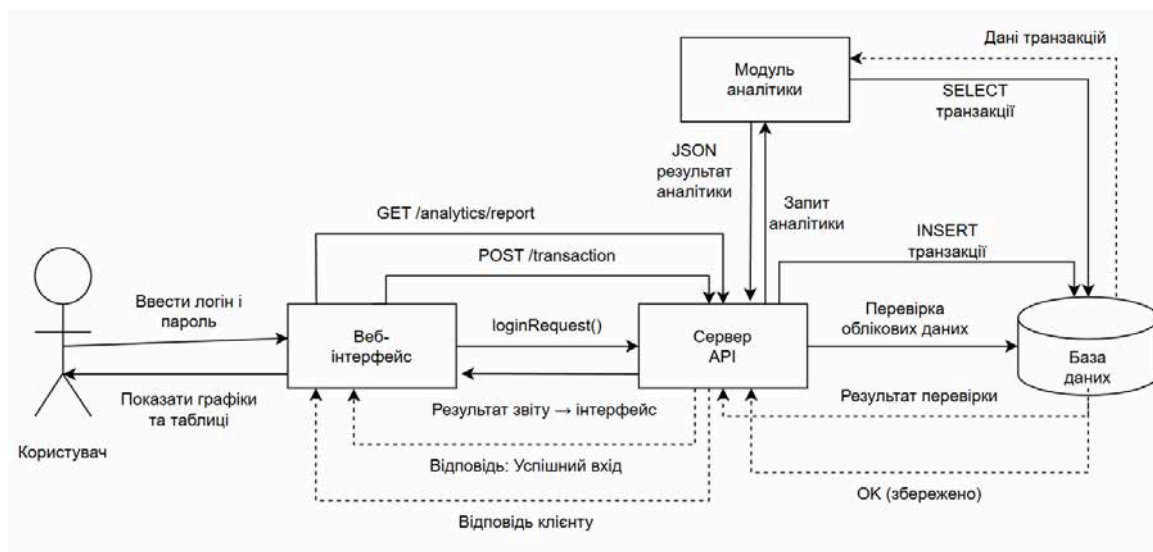 Дані транзакцій
Модуль
аналітики
SELECT
транзакції
JSON
результат
аналітики
Запит
аналітики
GET /analytics/report
POST /transaction
INSERT
транзакції
Ввести логін і
пароль
Веб-
інтерфейс
loginRequest()
Сервер
API
Перевірка
облікових даних
База
даних
Показати графіки
та таблиці
Результат звіту → інтерфейс
Результат перевірки
Користувач
Відповідь: Успішний вхід
OK (збережено)
Відповідь клієнту